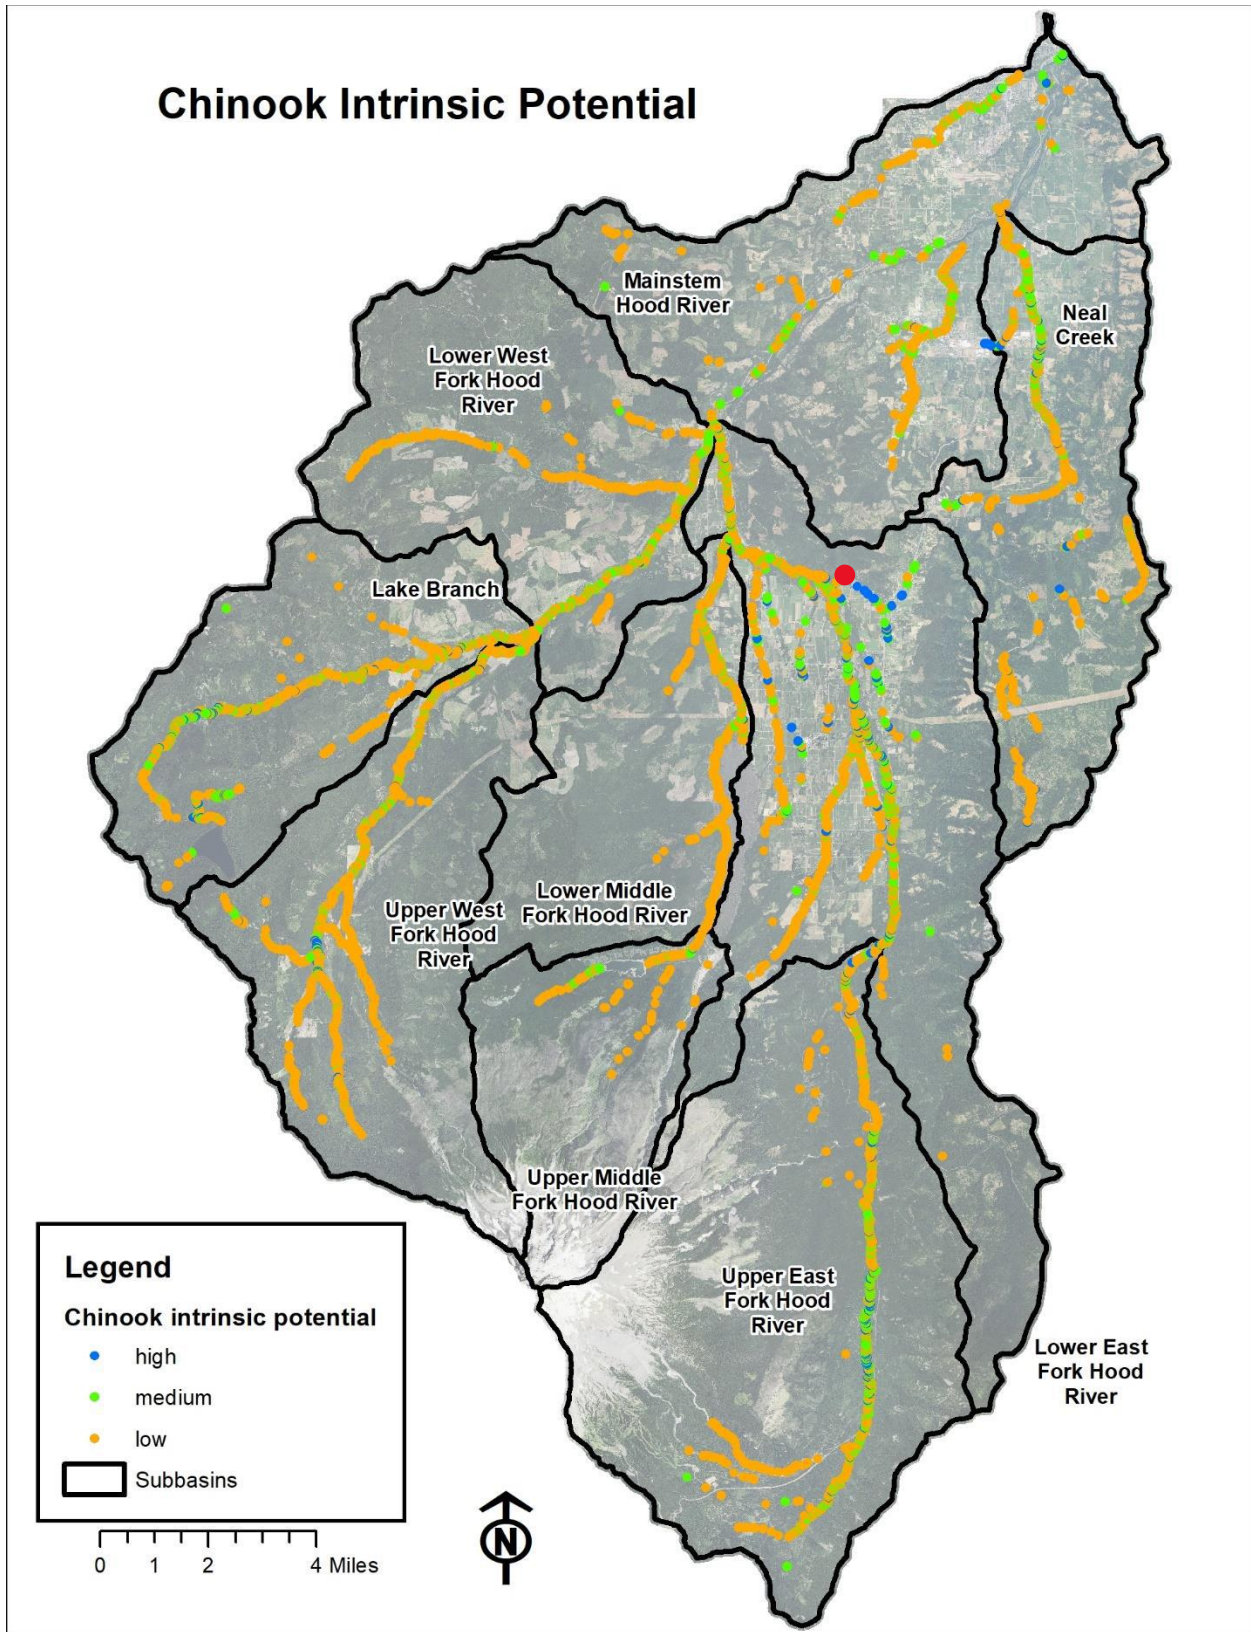 Chinook Intrinsic Potential
Mainstem
Hood River
Neal
Creek
Lower West
Fork Hood
River
Lake Branch
Upper West
Fork Hood
River
Lower Middle
Fork Hood River
Upper Middle
Fork Hood River
Upper East
Fork Hood
River
Lower East
Fork Hood
River
Legend
Chinook intrinsic potential
high
medium
low
Subbasins
0 1 2 4 Miles
N